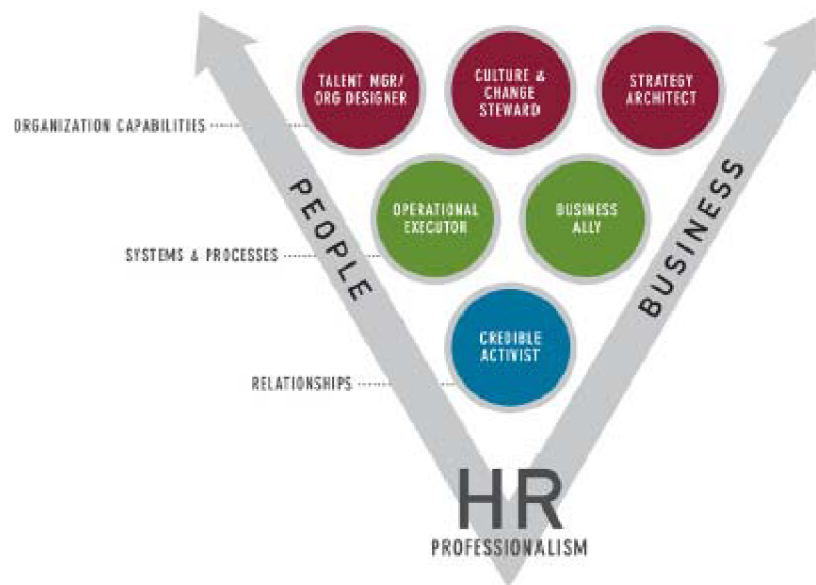 TALENT MGR/
ORG DESIGNER
CULTURE &
CHANGE
STEWARD
STRATEGY
ARCHITECT
ORGANIZATION CAPABILITIES
PEOPLE
BUSINESS
OPERATIONAL
EXECUTOR
BUSINESS
ALLY
SYSTEMS & PROCESSES
CREDIBLE
ACTIVIST
RELATIONSHIPS
HR
PROFESSIONALISM